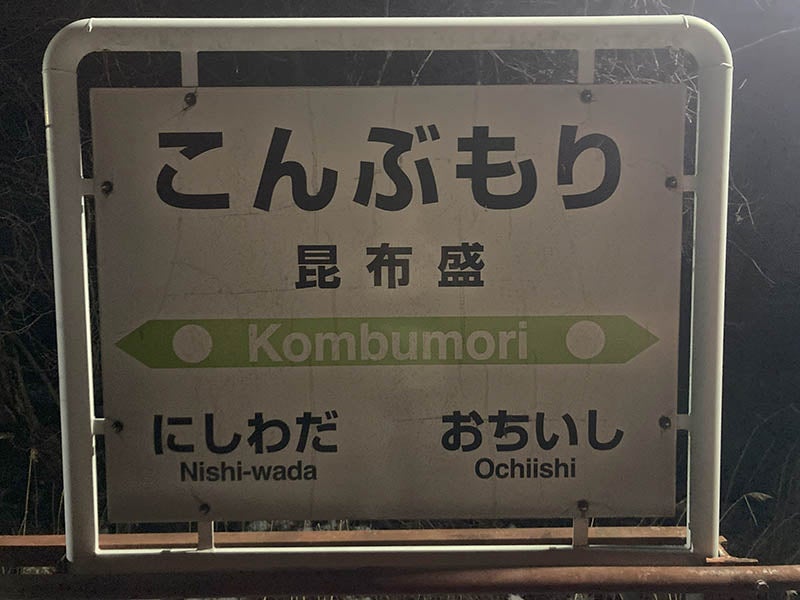 こんぶもり
昆布盛
Kombumori
にしわだ おちいし
Nishi-wada Ochiishi